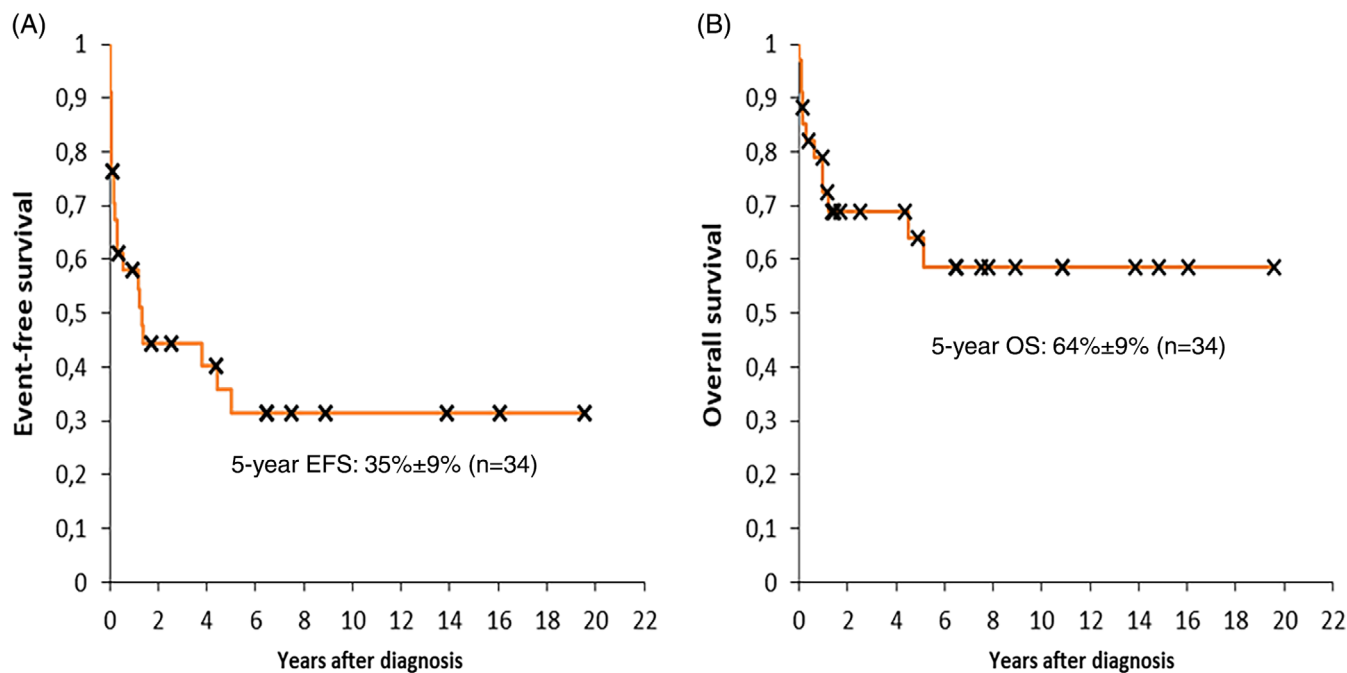 (A)
Event-free survival
1
0,9
0,8
0,7
0,6
0,5
0,4
0,3
0,2
0,1
0
5-year EFS: 35%±9% (n=34)
0 2 4 6 8 10 12 14 16 18 20 22
Years after diagnosis
(B)
Overall survival
1
0,9
0,8
0,7
0,6
0,5
0,4
0,3
0,2
0,1
0
5-year OS: 64%±9% (n=34)
0 2 4 6 8 10 12 14 16 18 20 22
Years after diagnosis